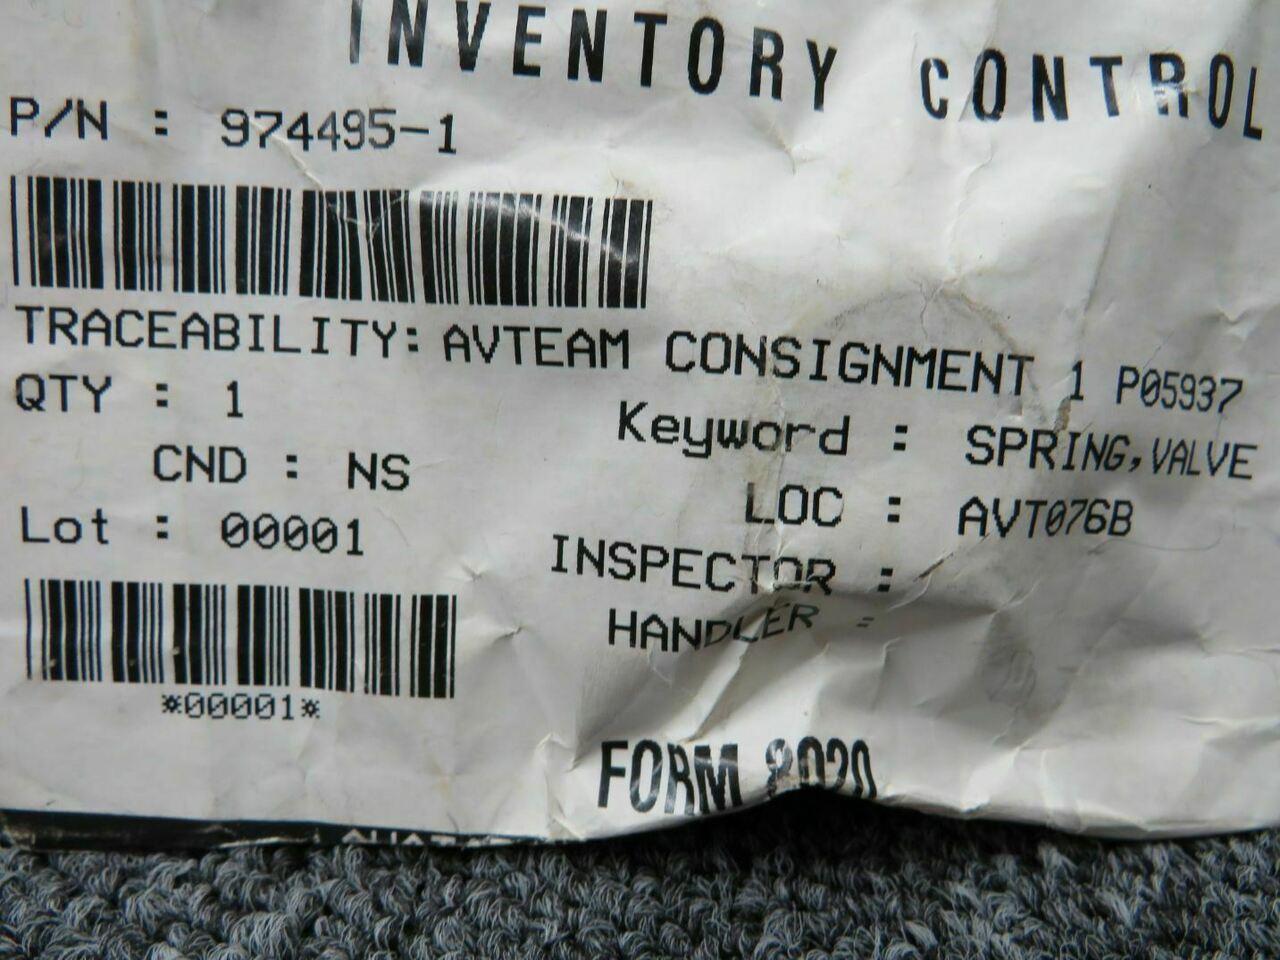 INVENTORY CONTROL
P/N : 974495-1
TRACEABILITY: AVTEAM CONSIGNMENT 1 P05937
QTY : 1
Keyword : SPRING,VALVE
CND : NS
LOC : AVT076B
Lot : 00001
INSPECTOR :
HANDLER :
*00001*
FORM 8020